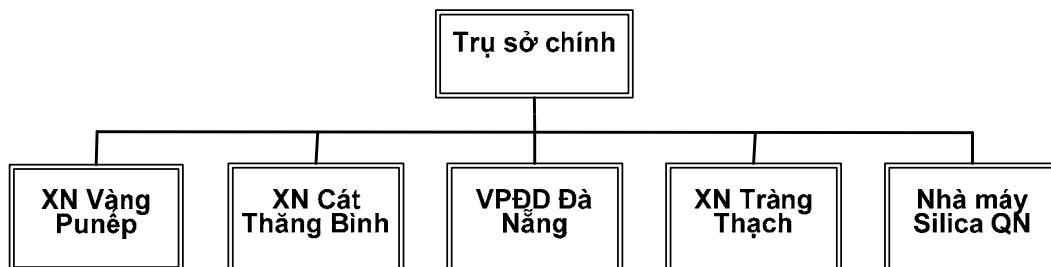 Trụ sở chính
XN Vàng
Punếp
XN Cát
Thăng Bình
VPĐD Đà
Nẵng
XN Tràng
Thạch
Nhà máy
Silica QN